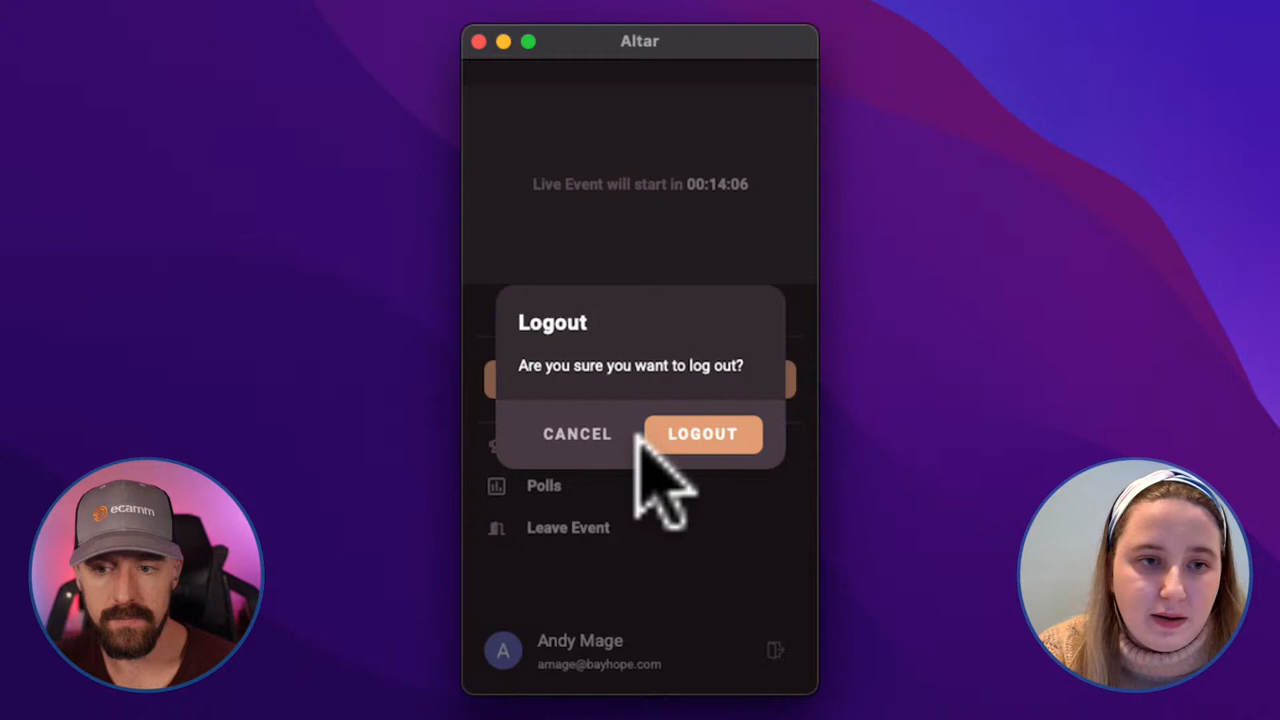 Altar
Live Event will start in 00:14:06
Logout
Are you sure you want to log out?
CANCEL LOGOUT
Polls
Leave Event
ecamm
A
Andy Mage
amage@bayhope.com